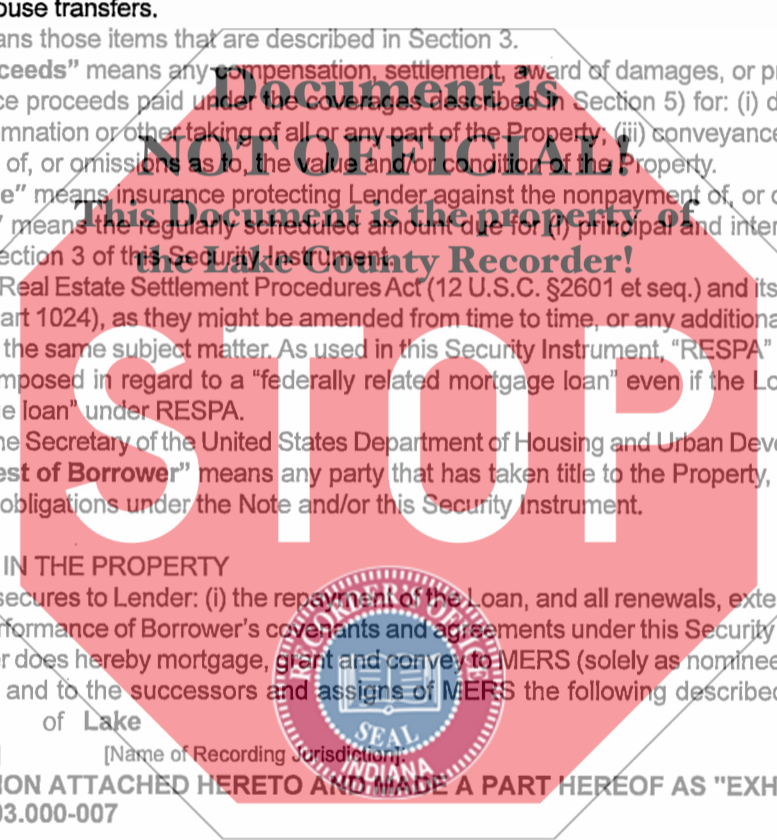 ouse transfers.
ans those items that are described in Section 3.
ceeds” means any compensation, settlement, award of damages, or p
Document is
ce proceeds paid under the coverages described in Section 5) for: (i) d
mnation or other taking of all or any part of the Property; (iii) conveyance
NOT OFFICIAL!
of, or omissions as to, the value and/or condition of the Property.
e” means insurance protecting Lender against the nonpayment of, or
This Document is the property of
” means the regularly scheduled amount due for (i) principal and inter
ection 3 of this Security Instrument.
the Lake County Recorder!
Real Estate Settlement Procedures Act (12 U.S.C. §2601 et seq.) and its
art 1024), as they might be amended from time to time, or any additiona
the same subject matter. As used in this Security Instrument, “RESPA”
mposed in regard to a “federally related mortgage loan” even if the Lo
e loan” under RESPA.
STOP
he Secretary of the United States Department of Housing and Urban Deve
est of Borrower” means any party that has taken title to the Property,
obligations under the Note and/or this Security Instrument.
IN THE PROPERTY
secures to Lender: (i) the repayment of the Loan, and all renewals, exte
rformance of Borrower’s covenants and agreements under this Security
r does hereby mortgage, grant and convey to MERS (solely as nominee
and to the successors and assigns of MERS the following described
RECORDER'S OFFICE
SEAL
INDIANA
of Lake
[Name of Recording Jurisdiction]:
ION ATTACHED HERETO AND MADE A PART HEREOF AS "EXH
03.000-007